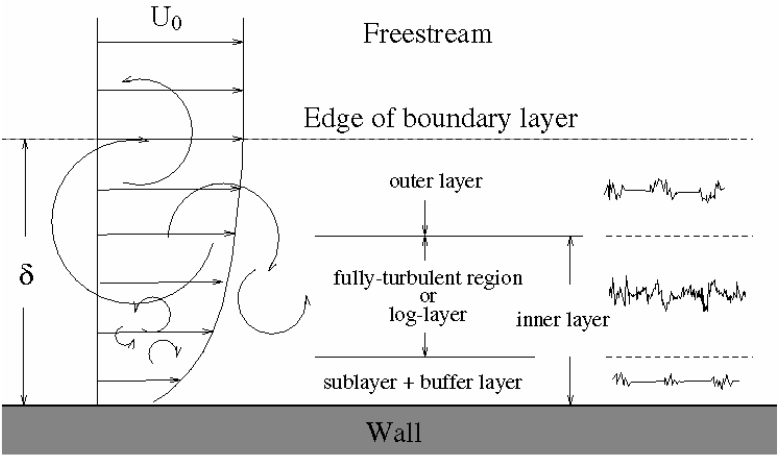 U0
Freestream
Edge of boundary layer
outer layer
δ
fully-turbulent region
or
log-layer
inner layer
sublayer + buffer layer
Wall